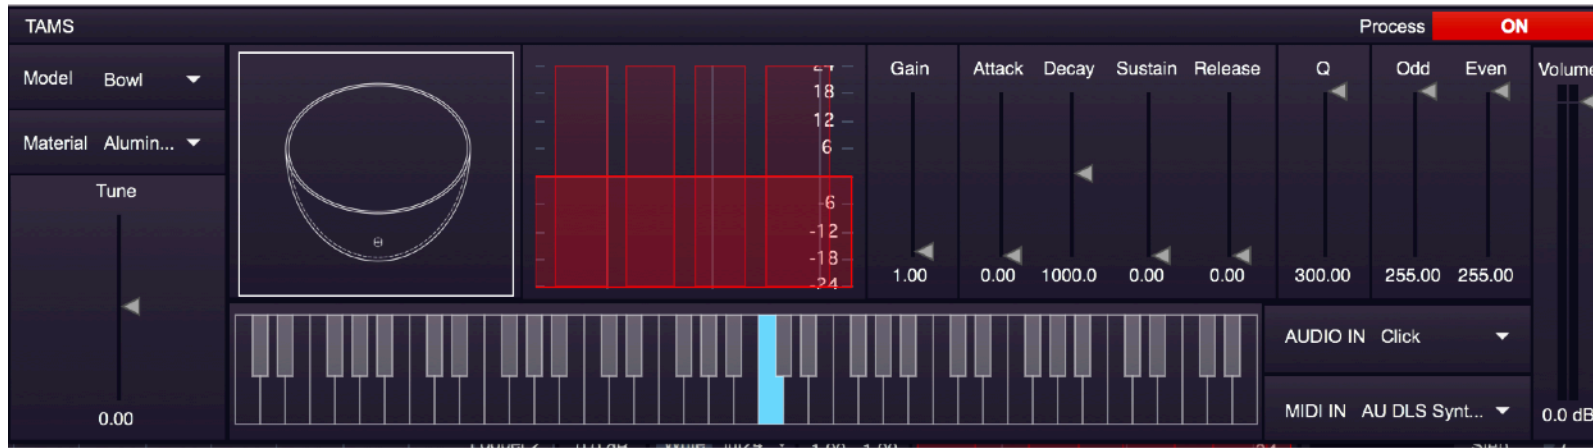 TAMS
Process ON
Model Bowl
Material Alumin...
Tune
0.00
18
12
6
-6
-12
-18
-24
Gain
1.00
Attack Decay Sustain Release
0.00 1000.0 0.00 0.00
Q
300.00
Odd Even
255.00 255.00
Volume
0.0 dB
AUDIO IN Click
MIDI IN AU DLS Synt...